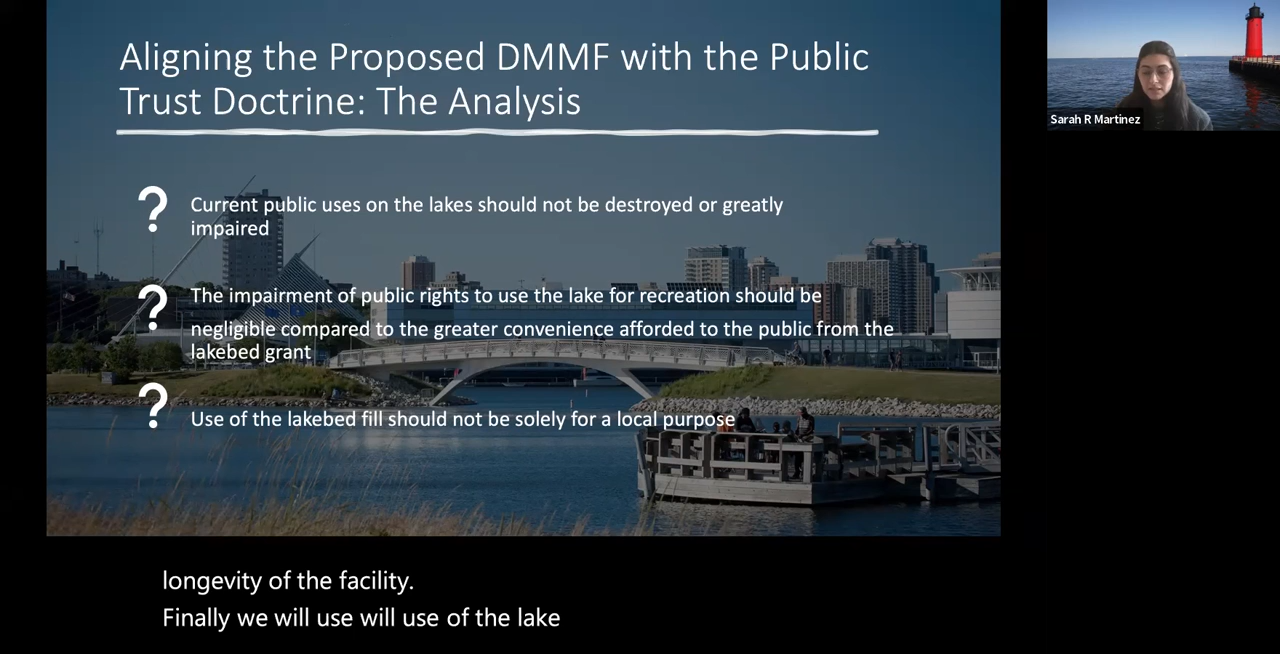 Aligning the Proposed DMMF with the Public
Trust Doctrine: The Analysis
? Current public uses on the lakes should not be destroyed or greatly
impaired
? The impairment of public rights to use the lake for recreation should be
negligible compared to the greater convenience afforded to the public from the
lakebed grant
? Use of the lakebed fill should not be solely for a local purpose
Sarah R Martinez
longevity of the facility.
Finally we will use will use of the lake